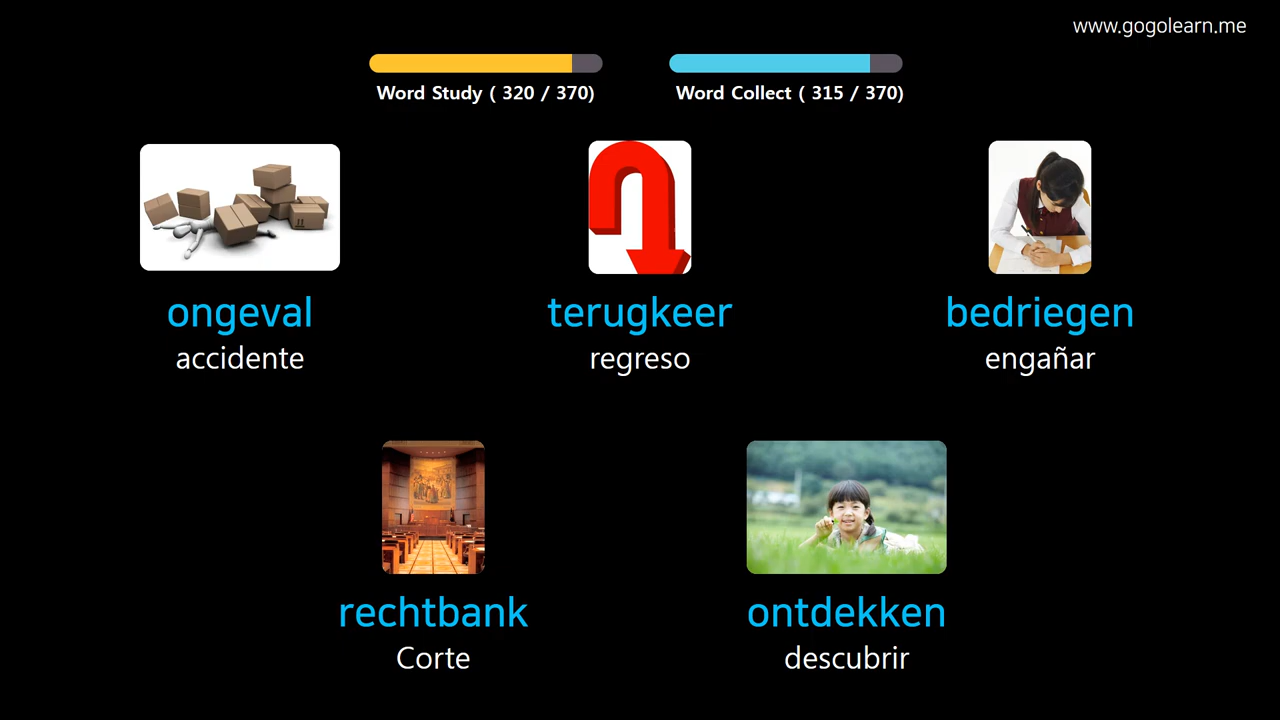 www.gogolearn.me
Word Study ( 320 / 370)
Word Collect ( 315 / 370)
ongeval
accidente
terugkeer
regreso
bedriegen
engañar
rechtbank
Corte
ontdekken
descubrir